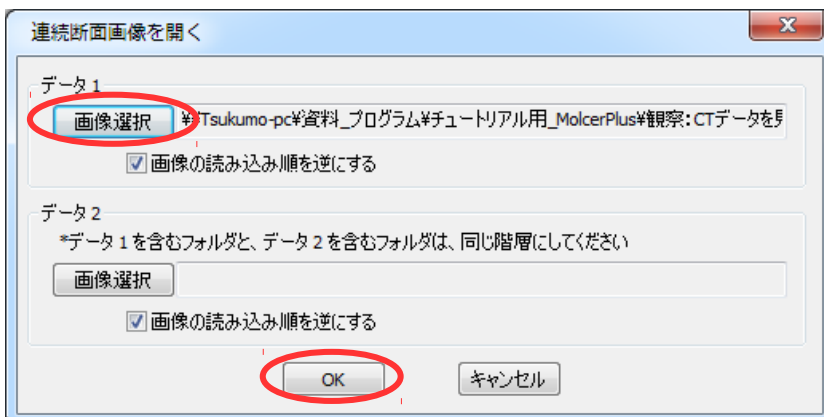 連続断面画像を開く
データ1
画像選択
¥¥Tsukumo-pc¥資料_プログラム¥チュートリアル用_MolcerPlus¥観察：CTデータを見
画像の読み込み順を逆にする
データ2
*データ1を含むフォルダと、データ2を含むフォルダは、同じ階層にしてください
画像選択
画像の読み込み順を逆にする
OK
キャンセル